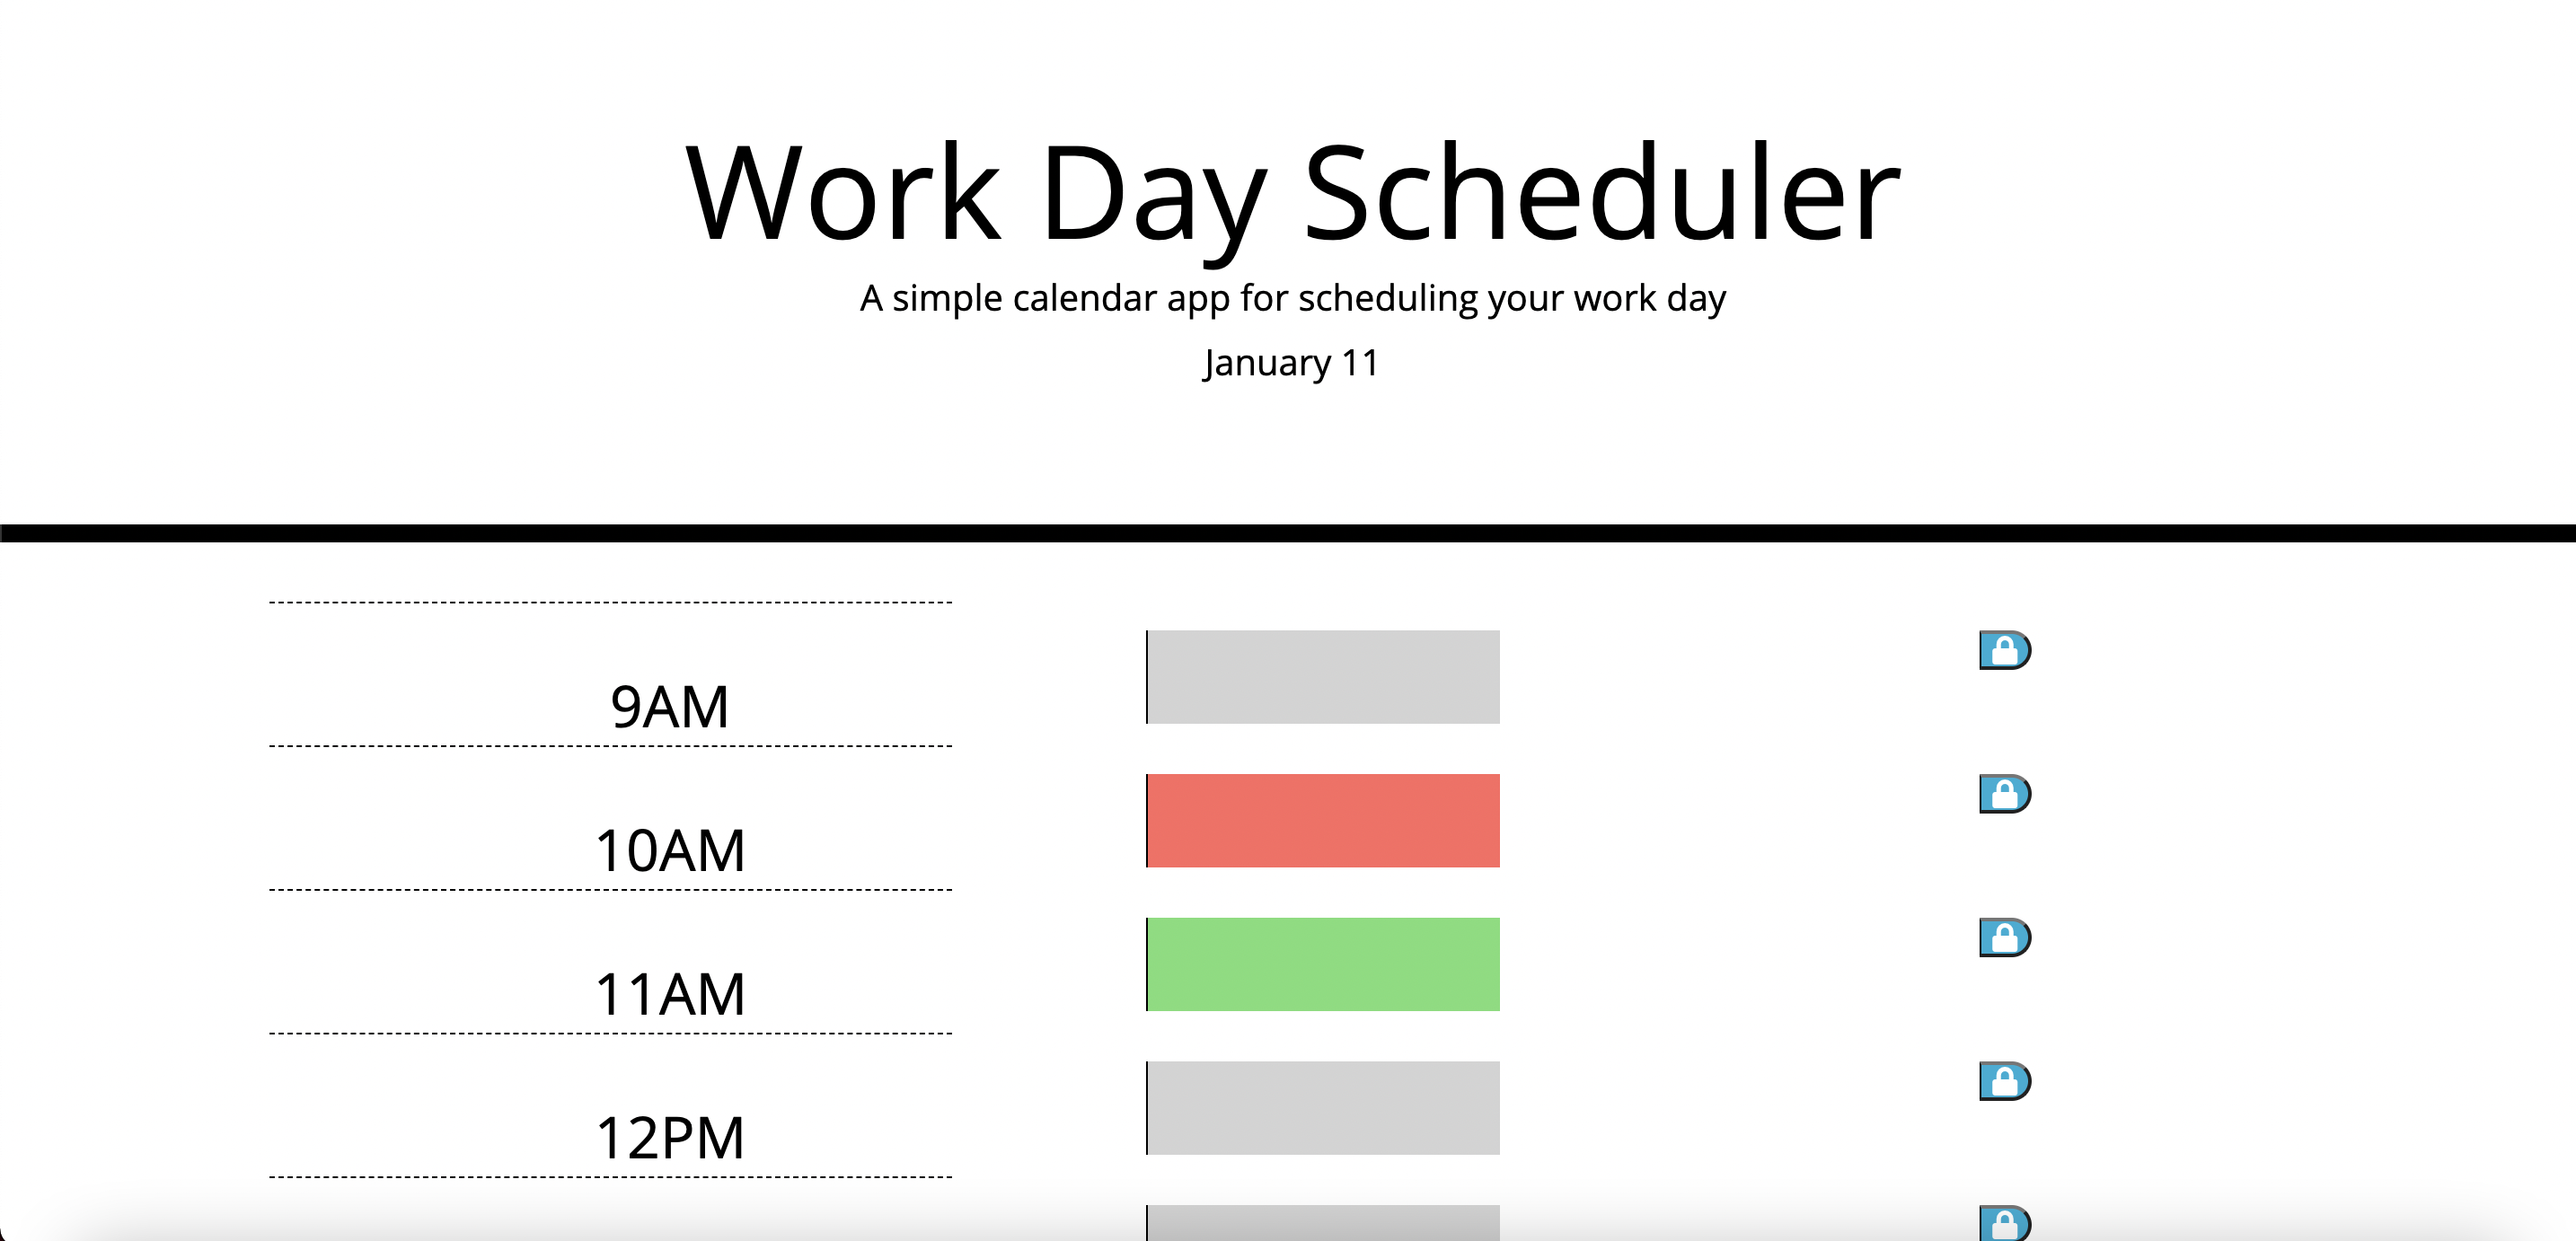 Work Day Scheduler
A simple calendar app for scheduling your work day
January 11
9AM
10AM
11AM
12PM